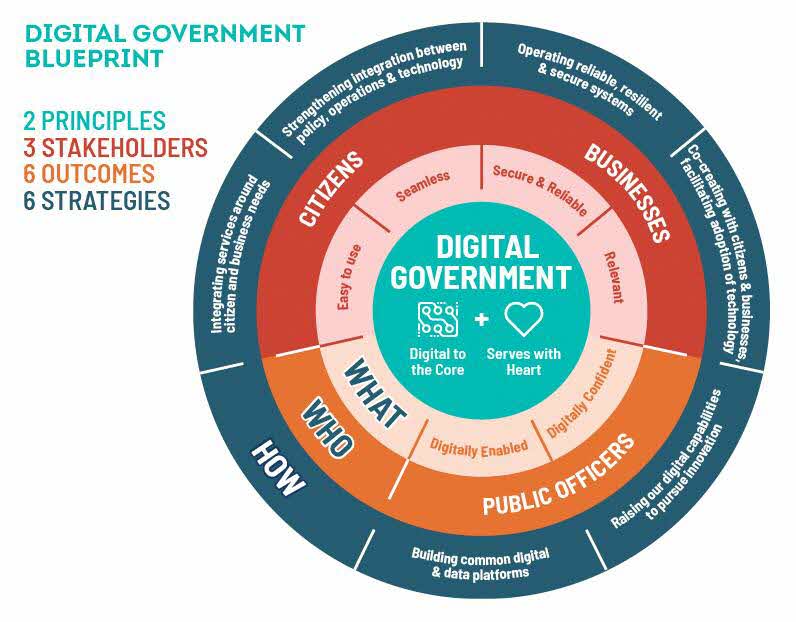 DIGITAL GOVERNMENT
BLUEPRINT
2 PRINCIPLES
3 STAKEHOLDERS
6 OUTCOMES
6 STRATEGIES
Strengthening integration between
policy, operations & technology
Operating reliable, resilient
& secure systems
Co-creating with citizens & businesses,
facilitating adoption of technology
Raising our digital capabilities
to pursue innovation
Building common digital
& data platforms
HOW
Integrating services around
citizen and business needs
CITIZENS
BUSINESSES
PUBLIC OFFICERS
WHO
Easy to use
Seamless
Secure & Reliable
Relevant
Digitally Confident
Digitally Enabled
WHAT
DIGITAL
GOVERNMENT
+
Digital to
the Core
Serves with
Heart